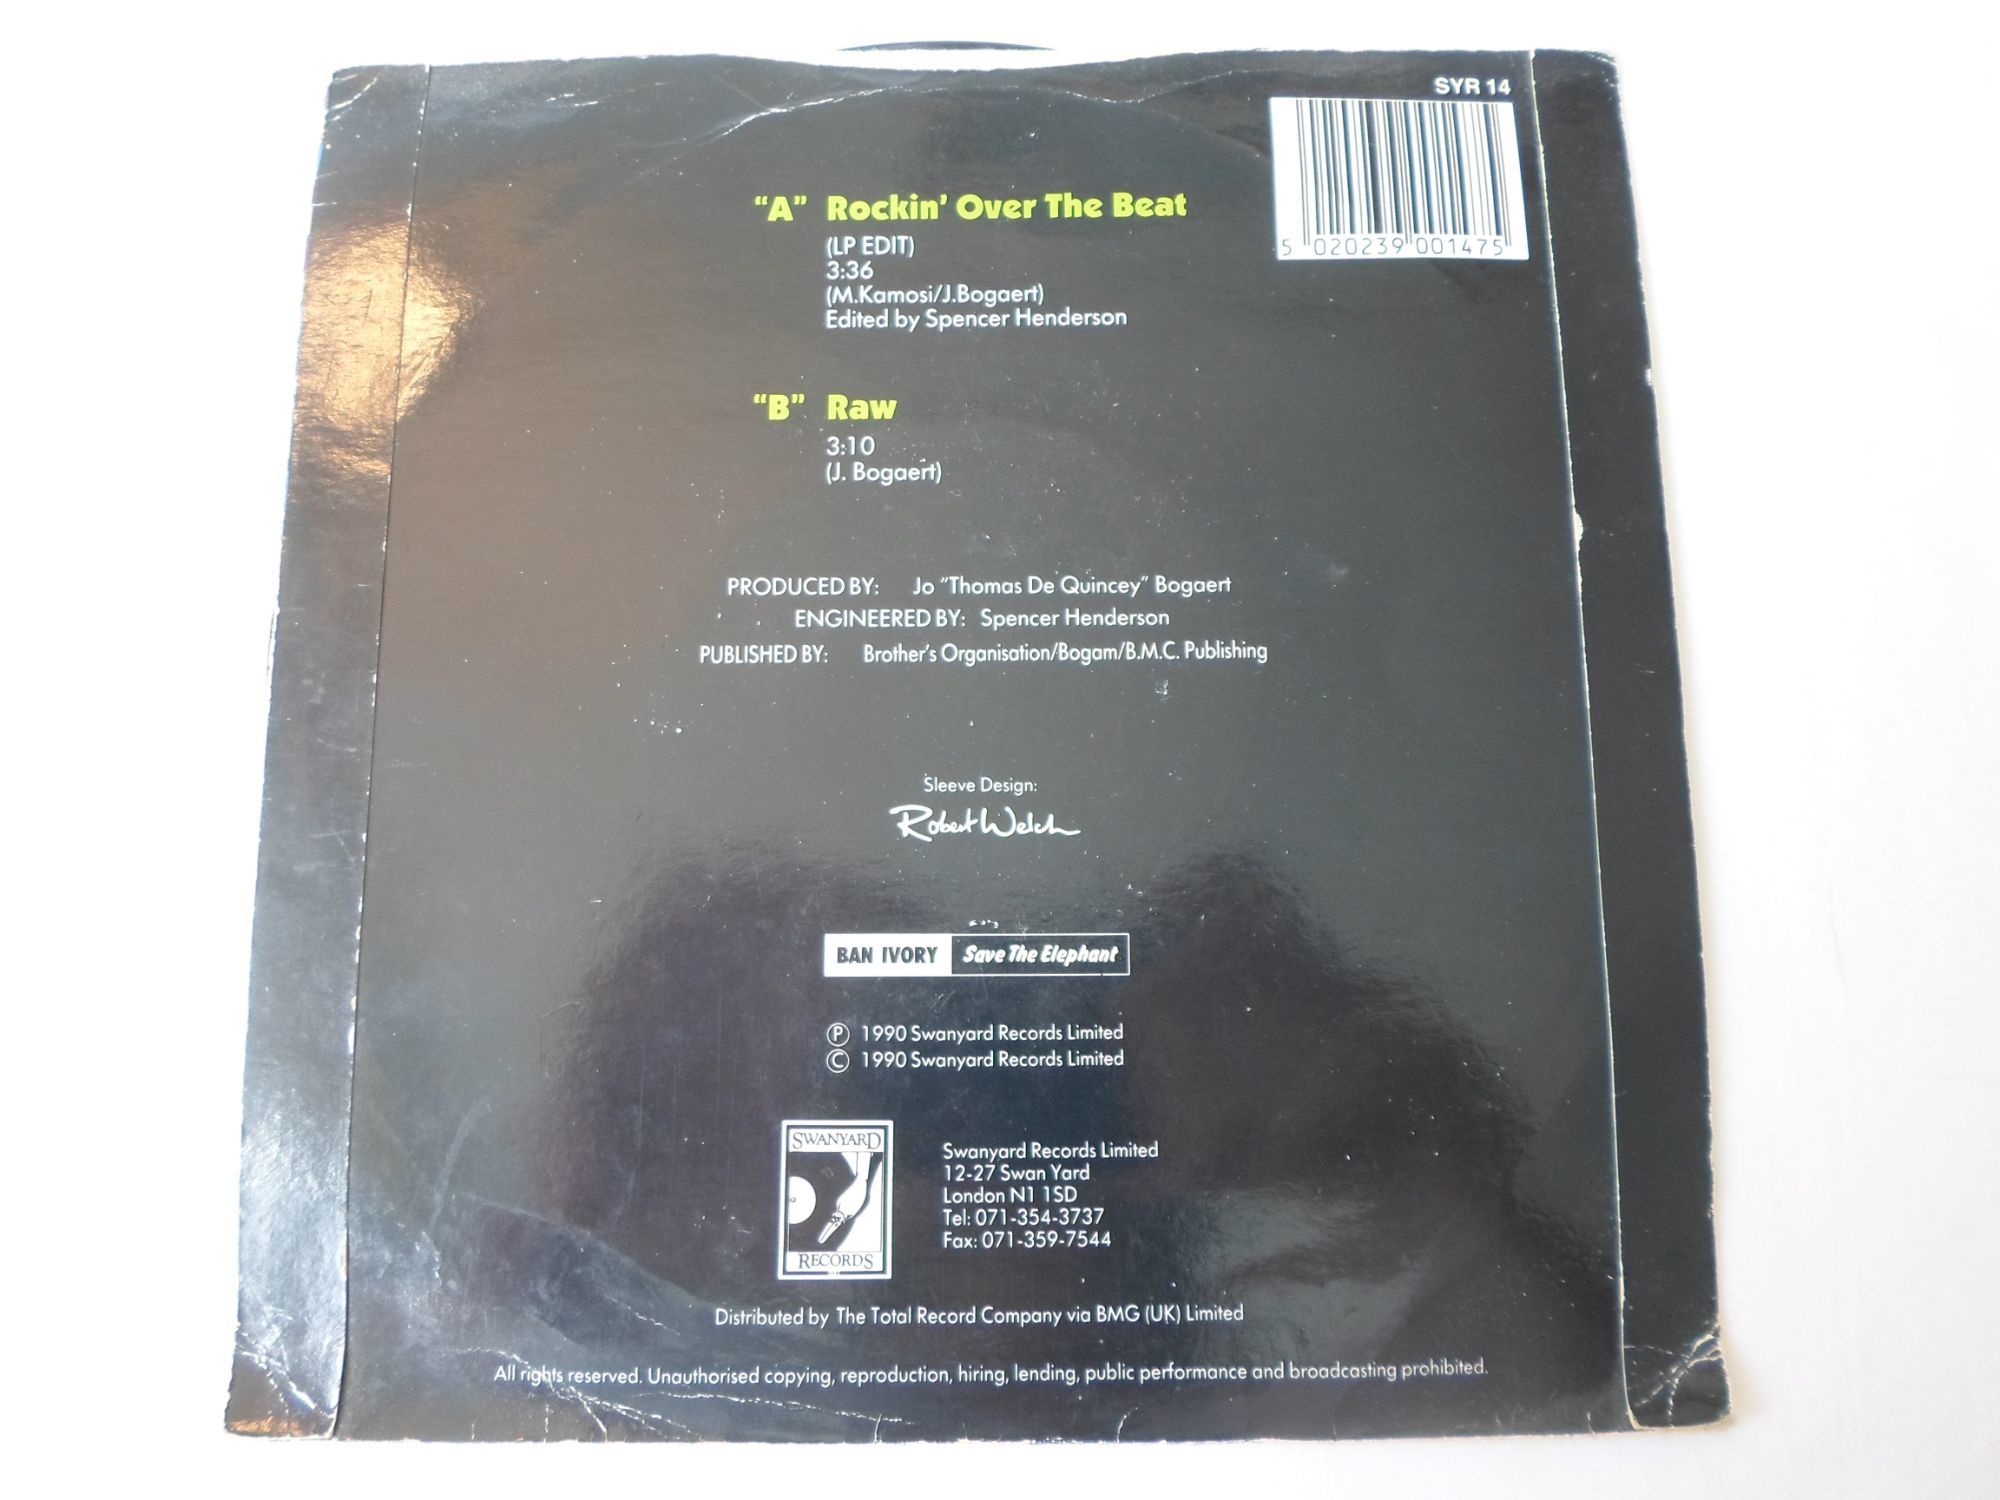 SYR 14
5 020239 001475
"A" Rockin' Over The Beat
(LP EDIT)
3:36
(M.Kamosi/J.Bogaert)
Edited by Spencer Henderson
"B" Raw
3:10
(J. Bogaert)
PRODUCED BY: Jo "Thomas De Quincey" Bogaert
ENGINEERED BY: Spencer Henderson
PUBLISHED BY: Brother's Organisation/Bogam/B.M.C. Publishing
Sleeve Design:
Robert Welch
BAN IVORY Save The Elephant
℗ 1990 Swanyard Records Limited
© 1990 Swanyard Records Limited
SWANYARD
RECORDS
Swanyard Records Limited
12-27 Swan Yard
London N1 1SD
Tel: 071-354-3737
Fax: 071-359-7544
Distributed by The Total Record Company via BMG (UK) Limited
All rights reserved. Unauthorised copying, reproduction, hiring, lending, public performance and broadcasting prohibited.